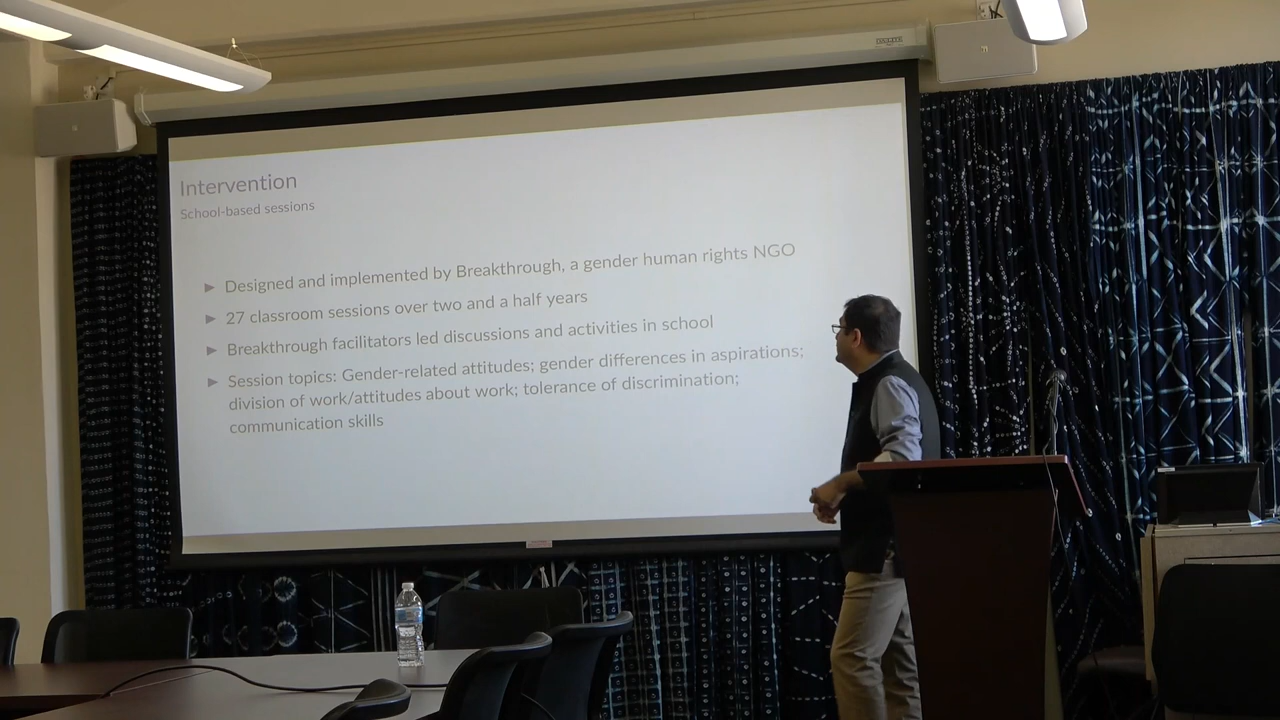 Intervention
School-based sessions
► Designed and implemented by Breakthrough, a gender human rights NGO
► 27 classroom sessions over two and a half years
► Breakthrough facilitators led discussions and activities in school
► Session topics: Gender-related attitudes; gender differences in aspirations;
division of work/attitudes about work; tolerance of discrimination;
communication skills